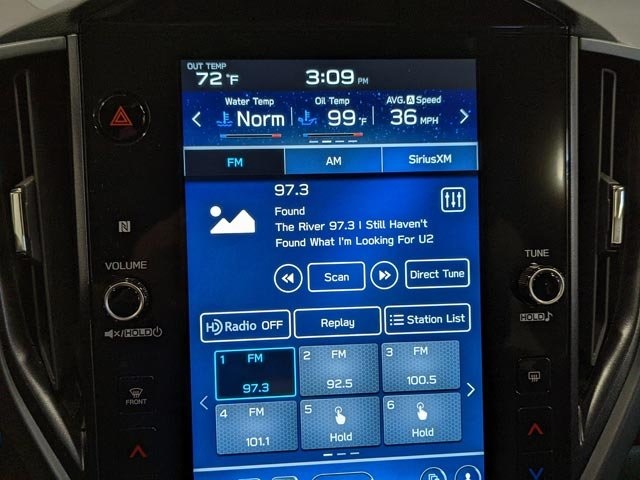 OUT TEMP
72 °F
3:09 PM
Water Temp
Norm
Oil Temp
99 °F
AVG. A Speed
36 MPH
FM
AM
SiriusXM
97.3
Found
The River 97.3 | Still Haven't
Found What I'm Looking For U2
Scan
Direct Tune
HD Radio OFF
Replay
Station List
1 FM
97.3
2 FM
92.5
3 FM
100.5
4 FM
101.1
5
Hold
6
Hold
N
VOLUME
/HOLD
FRONT
TUNE
HOLD